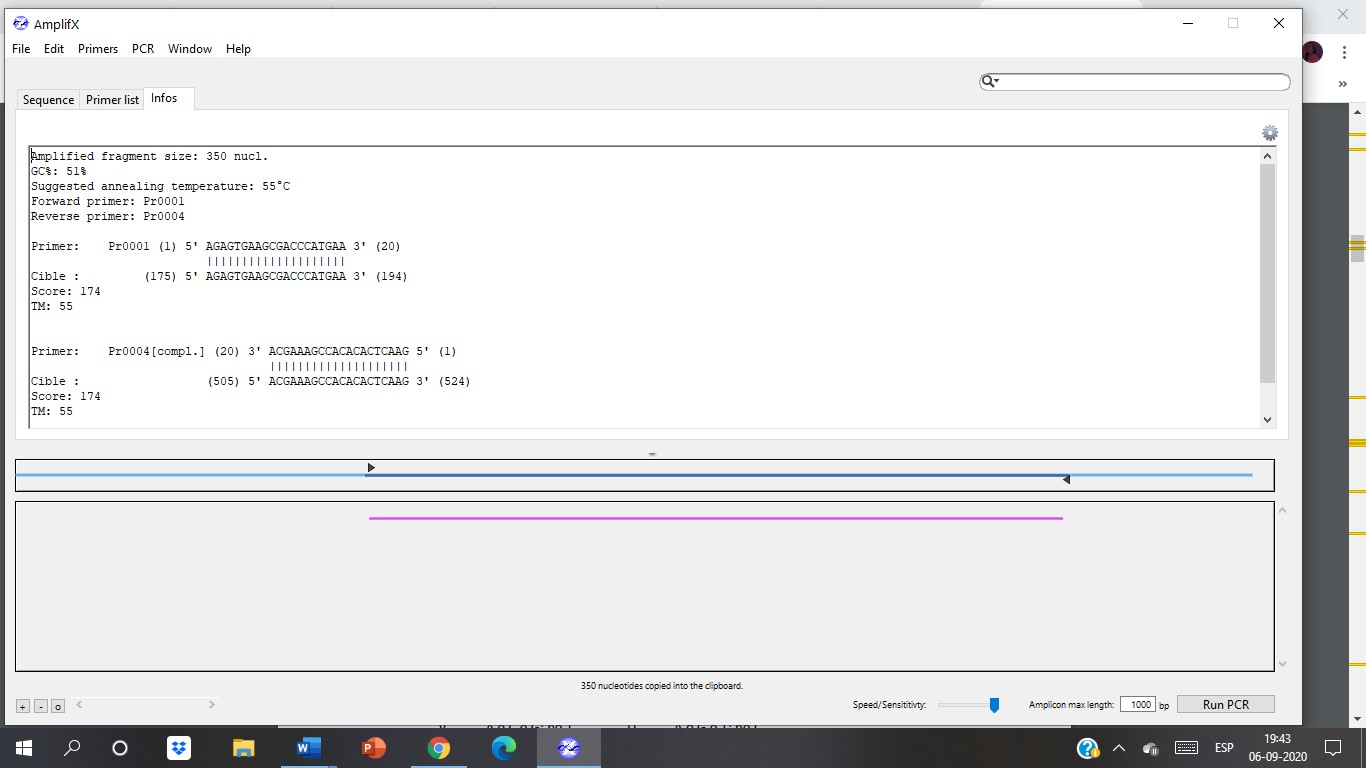 AmplifX
File Edit Primers PCR Window Help
Sequence Primer list Infos
Amplified fragment size: 350 nucl.
GC%: 51%
Suggested annealing temperature: 55°C
Forward primer: Pr0001
Reverse primer: Pr0004
Primer: Pr0001 (1) 5' AGAGTGAAGCGACCCATGAA 3' (20)
||||||||||||||||||||
Cible : (175) 5' AGAGTGAAGCGACCCATGAA 3' (194)
Score: 174
TM: 55
Primer: Pr0004[compl.] (20) 3' ACGAAAGCCACACACTCAAG 5' (1)
||||||||||||||||||||
Cible : (505) 5' ACGAAAGCCACACACTCAAG 3' (524)
Score: 174
TM: 55
350 nucleotides copied into the clipboard.
+ - o
Speed/Sensititivty:
Amplicon max length: 1000 bp Run PCR
ESP
19:43
06-09-2020